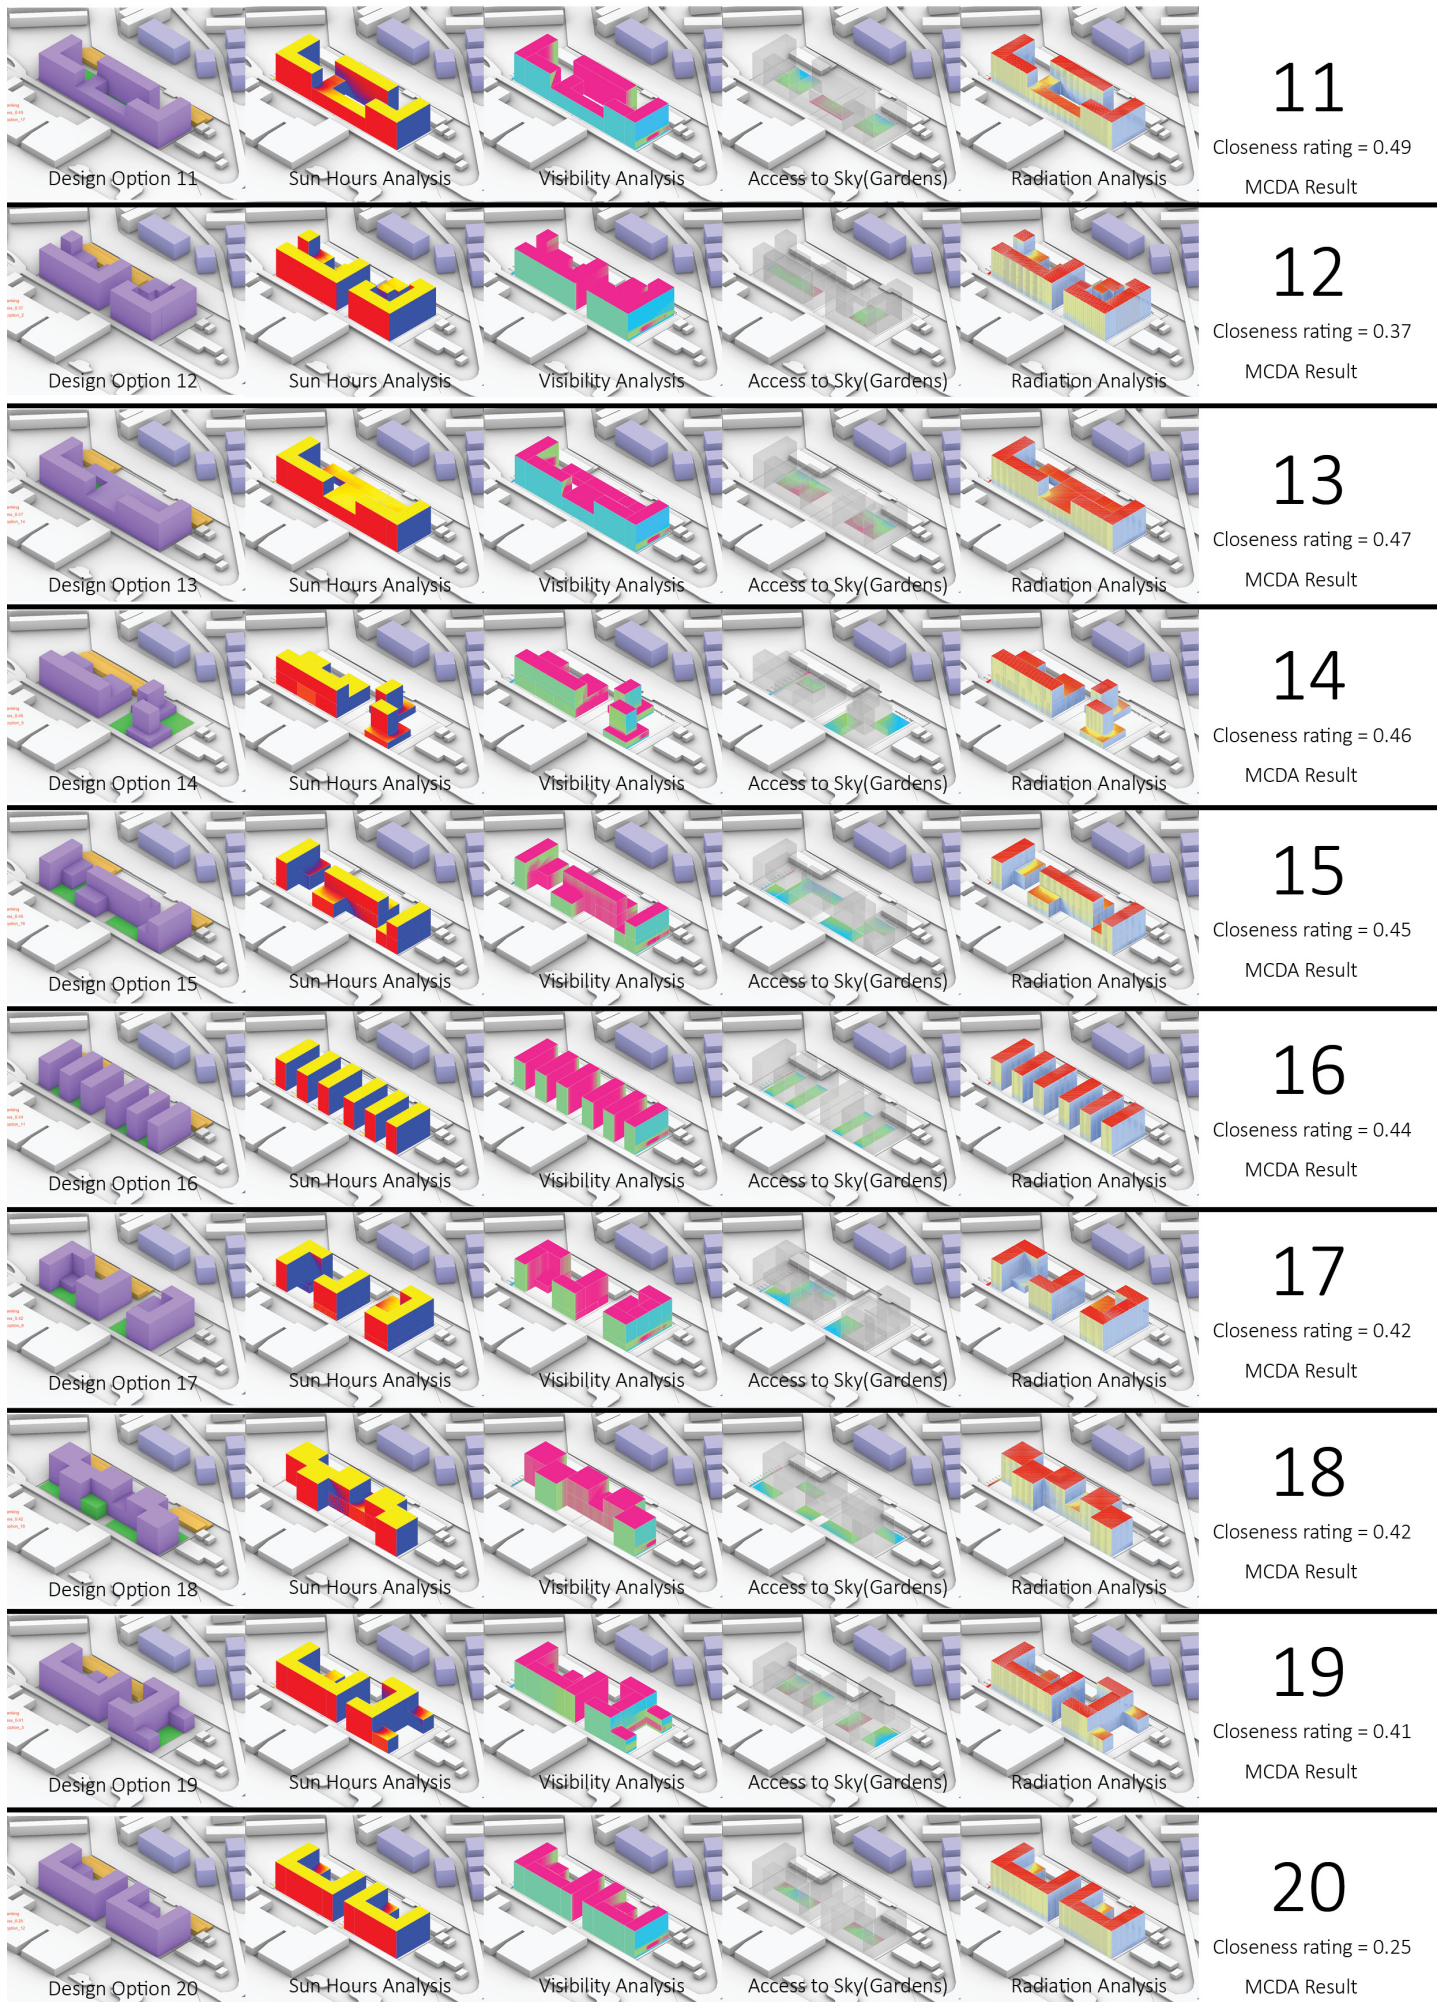 11
Closeness rating = 0.49
MCDA Result
Design Option 11
Sun Hours Analysis
Visibility Analysis
Access to Sky(Gardens)
Radiation Analysis
12
Closeness rating = 0.37
MCDA Result
Design Option 12
Sun Hours Analysis
Visibility Analysis
Access to Sky(Gardens)
Radiation Analysis
13
Closeness rating = 0.47
MCDA Result
Design Option 13
Sun Hours Analysis
Visibility Analysis
Access to Sky(Gardens)
Radiation Analysis
14
Closeness rating = 0.46
MCDA Result
Design Option 14
Sun Hours Analysis
Visibility Analysis
Access to Sky(Gardens)
Radiation Analysis
15
Closeness rating = 0.45
MCDA Result
Design Option 15
Sun Hours Analysis
Visibility Analysis
Access to Sky(Gardens)
Radiation Analysis
16
Closeness rating = 0.44
MCDA Result
Design Option 16
Sun Hours Analysis
Visibility Analysis
Access to Sky(Gardens)
Radiation Analysis
17
Closeness rating = 0.42
MCDA Result
Design Option 17
Sun Hours Analysis
Visibility Analysis
Access to Sky(Gardens)
Radiation Analysis
18
Closeness rating = 0.42
MCDA Result
Design Option 18
Sun Hours Analysis
Visibility Analysis
Access to Sky(Gardens)
Radiation Analysis
19
Closeness rating = 0.41
MCDA Result
Design Option 19
Sun Hours Analysis
Visibility Analysis
Access to Sky(Gardens)
Radiation Analysis
20
Closeness rating = 0.25
MCDA Result
Design Option 20
Sun Hours Analysis
Visibility Analysis
Access to Sky(Gardens)
Radiation Analysis